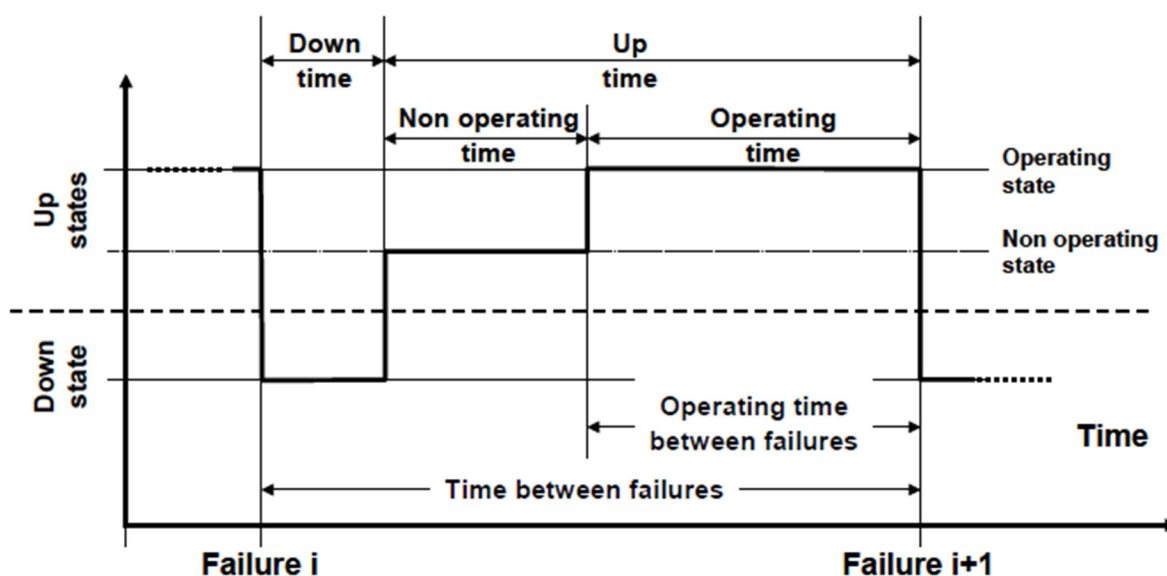 Down
time
Up
time
Non operating
time
Operating
time
Operating
state
Non operating
state
Up
states
Down
state
Operating time
between failures
Time
Time between failures
Failure i
Failure i+1